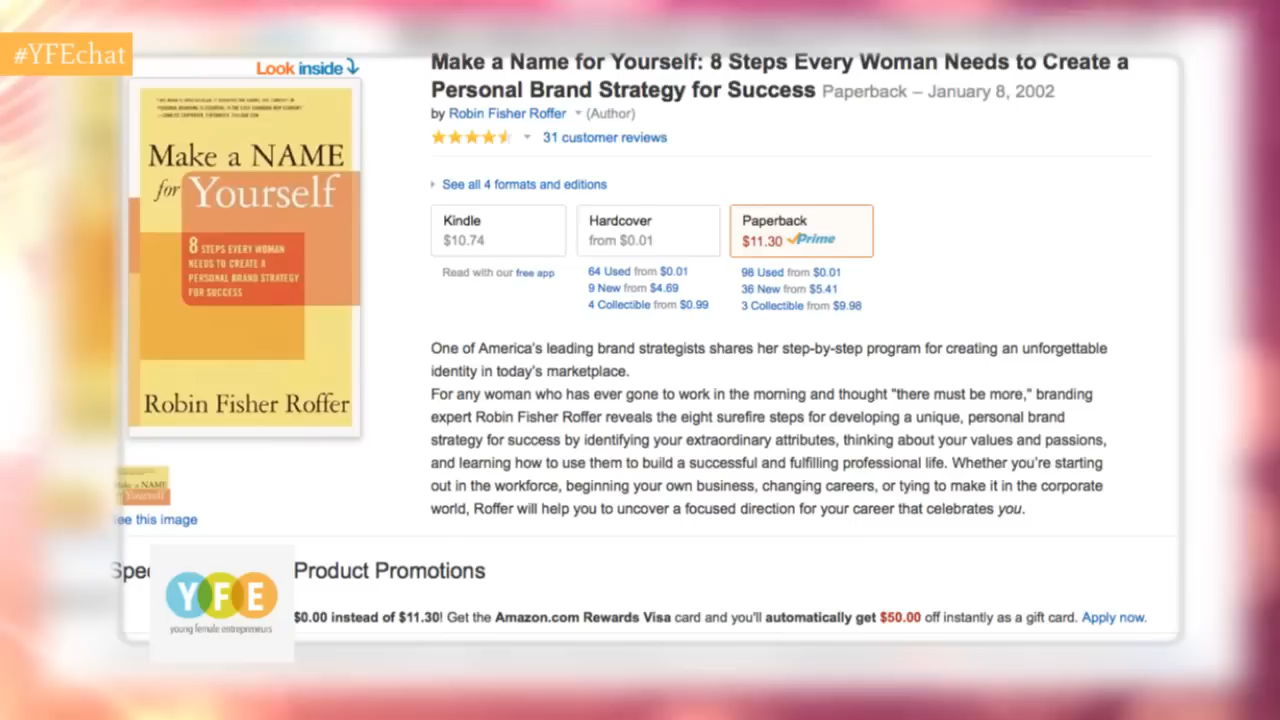 #YFEchat
Look inside
Make a NAME
for Yourself
8 STEPS EVERY WOMAN
NEEDS TO CREATE A
PERSONAL BRAND STRATEGY
FOR SUCCESS
Robin Fisher Roffer
Make a NAME
Yourself
ee this image
Make a Name for Yourself: 8 Steps Every Woman Needs to Create a
Personal Brand Strategy for Success Paperback – January 8, 2002
by Robin Fisher Roffer (Author)
31 customer reviews
See all 4 formats and editions
Kindle
$10.74
Read with our free app
Hardcover
from $0.01
64 Used from $0.01
9 New from $4.69
4 Collectible from $0.99
Paperback
$11.30 Prime
98 Used from $0.01
36 New from $5.41
3 Collectible from $9.98
One of America's leading brand strategists shares her step-by-step program for creating an unforgettable
identity in today's marketplace.
For any woman who has ever gone to work in the morning and thought "there must be more," branding
expert Robin Fisher Roffer reveals the eight surefire steps for developing a unique, personal brand
strategy for success by identifying your extraordinary attributes, thinking about your values and passions,
and learning how to use them to build a successful and fulfilling professional life. Whether you're starting
out in the workforce, beginning your own business, changing careers, or tying to make it in the corporate
world, Roffer will help you to uncover a focused direction for your career that celebrates you.
Spec Product Promotions
$0.00 instead of $11.30! Get the Amazon.com Rewards Visa card and you'll automatically get $50.00 off instantly as a gift card. Apply now.
YFE
young female entrepreneurs